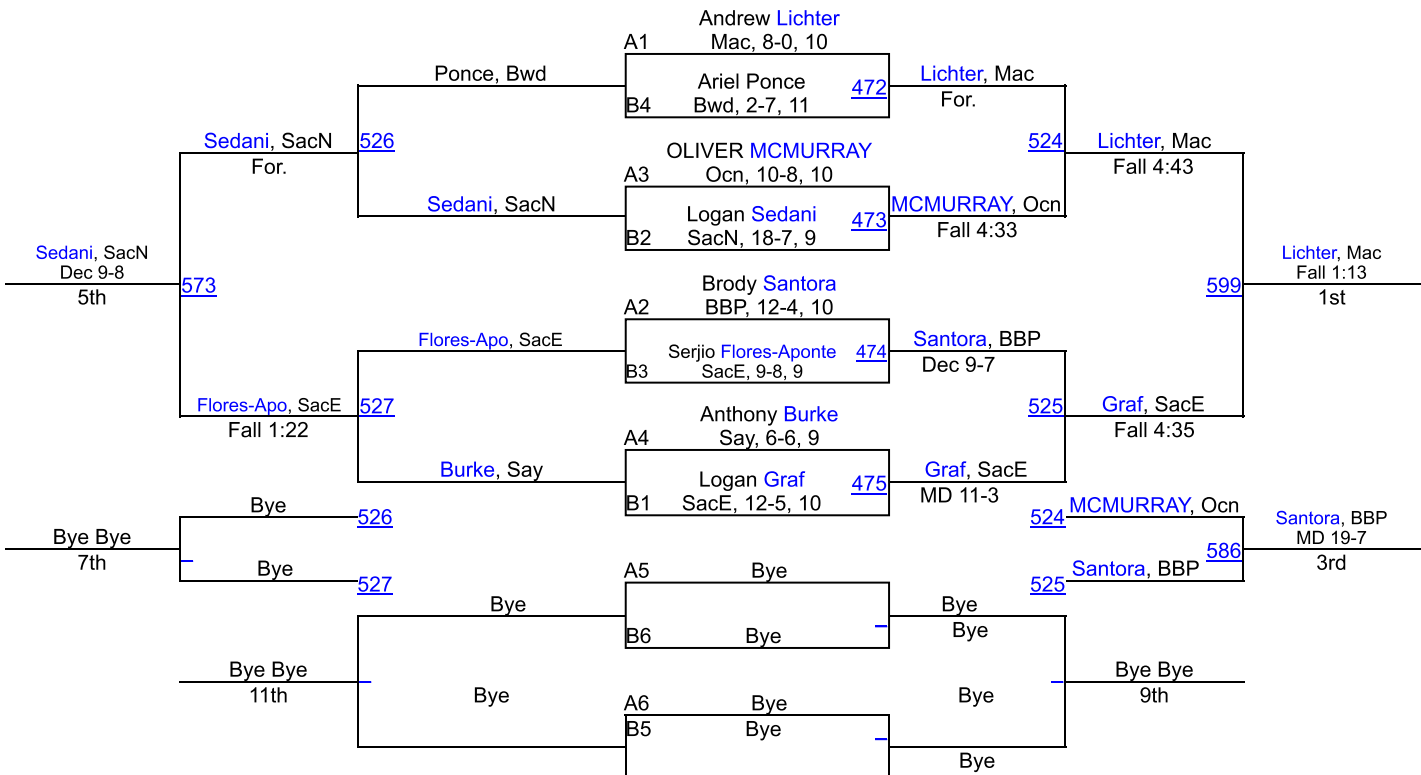 Andrew Lichter
A1 Mac, 8-0, 10
Ponce, Bwd
Ariel Ponce
472
Lichter, Mac
B4 Bwd, 2-7, 11
For.
Sedani, SacN
526
OLIVER MCMURRAY
524
Lichter, Mac
For.
A3 Ocn, 10-8, 10
Fall 4:43
Sedani, SacN
Logan Sedani
473
MCMURRAY, Ocn
B2 SacN, 18-7, 9
Fall 4:33
Sedani, SacN
Dec 9-8
573
5th
Brody Santora
599
Lichter, Mac
Fall 1:13
1st
A2 BBP, 12-4, 10
Flores-Apo, SacE
Serjio Flores-Aponte
474
Santora, BBP
B3 SacE, 9-8, 9
Dec 9-7
Flores-Apo, SacE
527
Anthony Burke
525
Graf, SacE
Fall 1:22
A4 Say, 6-6, 9
Fall 4:35
Burke, Say
Logan Graf
475
Graf, SacE
B1 SacE, 12-5, 10
MD 11-3
Bye
526
524
MCMURRAY, Ocn
Bye Bye
7th
586
Santora, BBP
MD 19-7
3rd
Bye
527
525
Santora, BBP
A5 Bye
Bye
Bye
B6 Bye
Bye
Bye Bye
11th
Bye Bye
9th
Bye
A6 Bye
Bye
B5 Bye
Bye